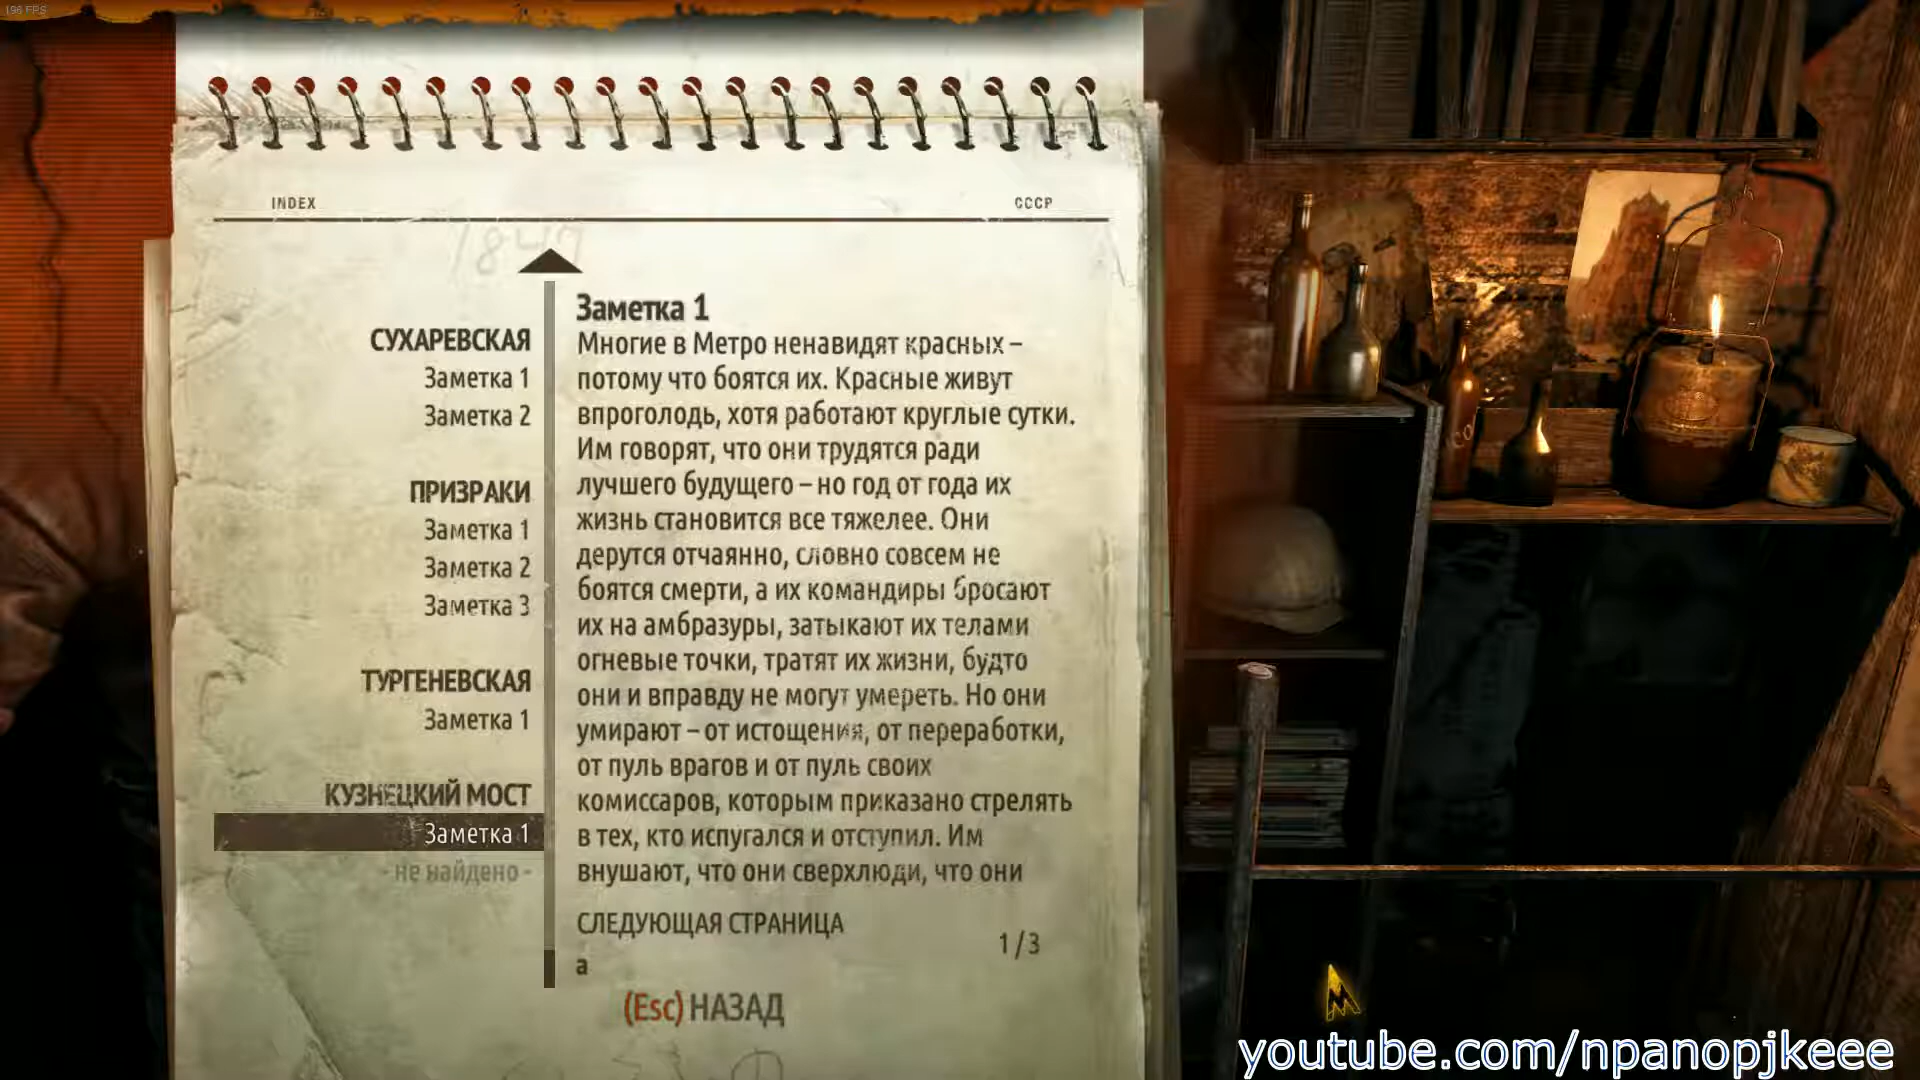 196 FPS
INDEX
СССР
СУХАРЕВСКАЯ
Заметка 1
Заметка 2
ПРИЗРАКИ
Заметка 1
Заметка 2
Заметка 3
ТУРГЕНЕВСКАЯ
Заметка 1
КУЗНЕЦКИЙ МОСТ
Заметка 1
- не найдено -
Заметка 1
Многие в Метро ненавидят красных –
потому что боятся их. Красные живут
впроголодь, хотя работают круглые сутки.
Им говорят, что они трудятся ради
лучшего будущего – но год от года их
жизнь становится все тяжелее. Они
дерутся отчаянно, словно совсем не
боятся смерти, а их командиры бросают
их на амбразуры, затыкают их телами
огневые точки, тратят их жизни, будто
они и вправду не могут умереть. Но они
умирают – от истощения, от переработки,
от пуль врагов и от пуль своих
комиссаров, которым приказано стрелять
в тех, кто испугался и отступил. Им
внушают, что они сверхлюди, что они
СЛЕДУЮЩАЯ СТРАНИЦА
1 / 3
а
(Esc) НАЗАД
youtube.com/npanopjkeee